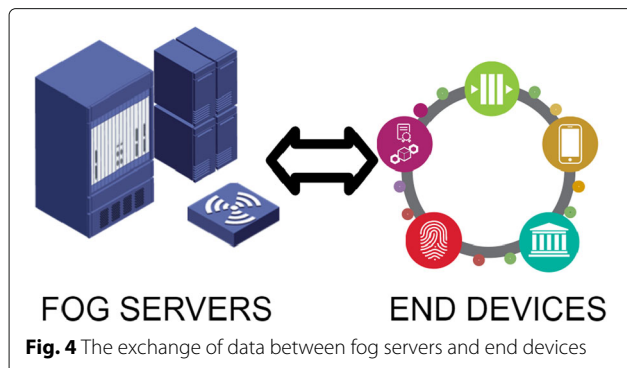 FOG SERVERS
END DEVICES
Fig. 4 The exchange of data between fog servers and end devices